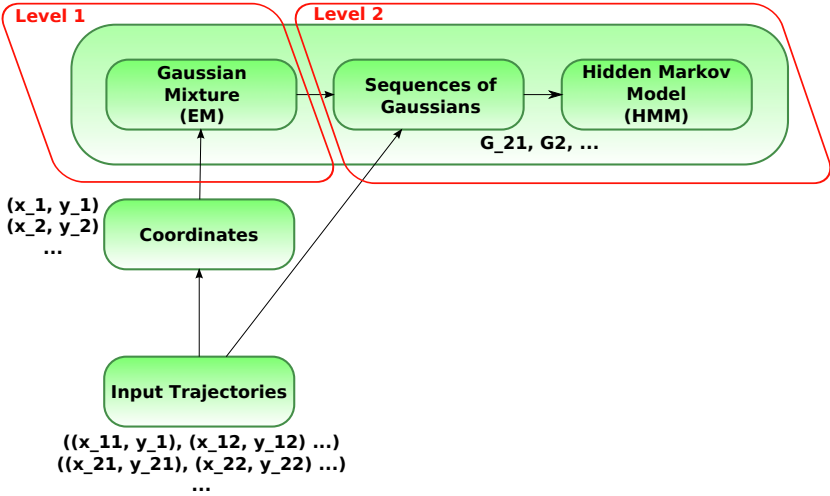 Level 1
Level 2
Gaussian
Mixture
(EM)
Sequences of
Gaussians
Hidden Markov
Model
(HMM)
G_21, G2, ...
(x_1, y_1)
(x_2, y_2)
...
Coordinates
Input Trajectories
((x_11, y_1), (x_12, y_12) ...)
((x_21, y_21), (x_22, y_22) ...)
...